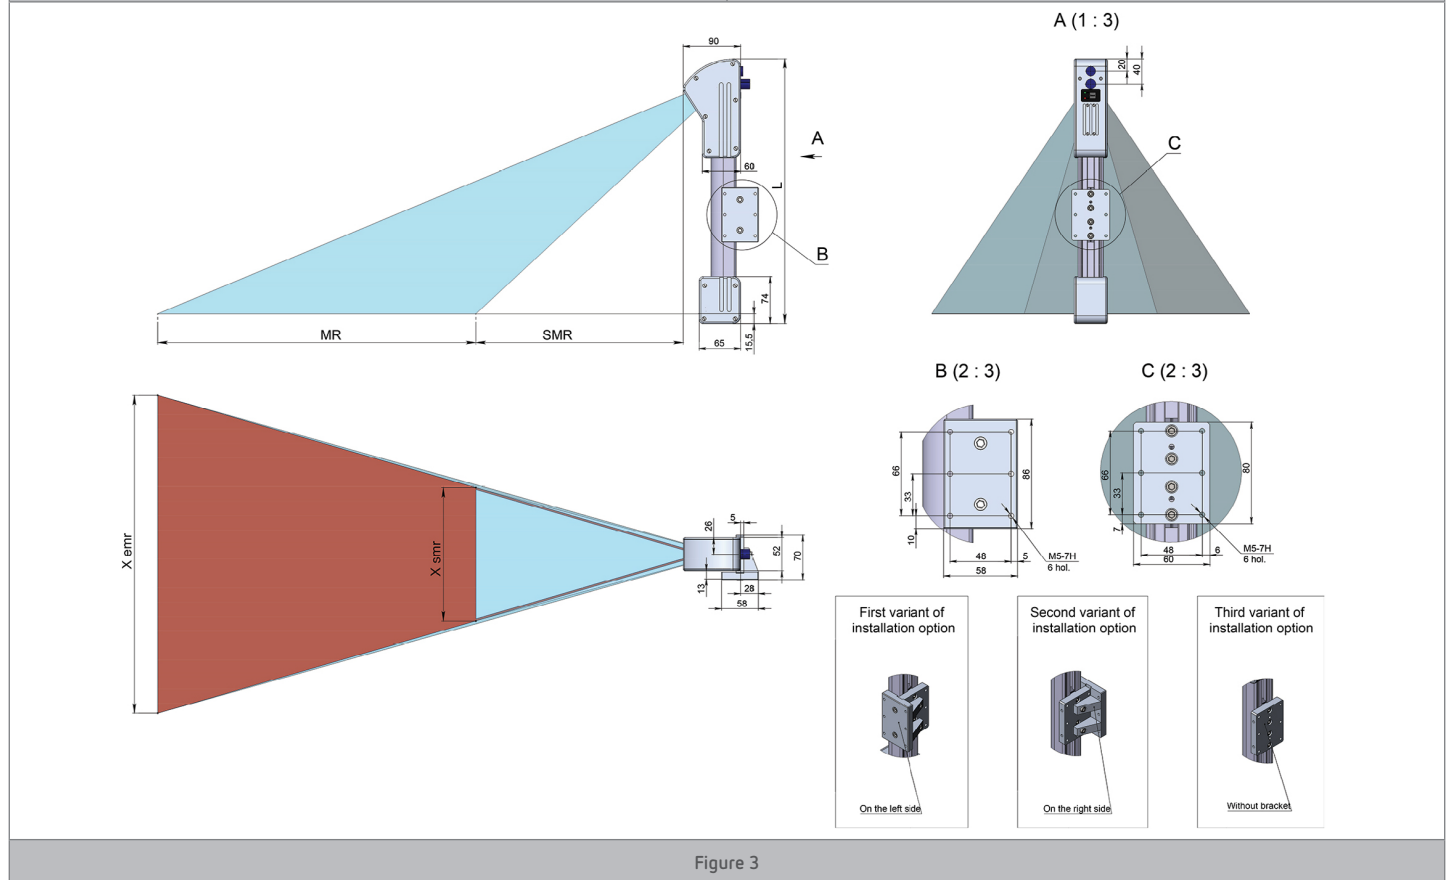 A (1 : 3)
90
20
40
A
C
60
L
B
74
15,5
65
MR
SMR
B (2 : 3)
C (2 : 3)
66
33
10
86
48
5
58
M5-7H
6 hol.
66
33
7
80
48
6
60
M5-7H
6 hol.
X emr
X smr
26
5
52
70
13
28
58
First variant of
installation option
On the left side
Second variant of
installation option
On the right side
Third variant of
installation option
Without bracket
Figure 3